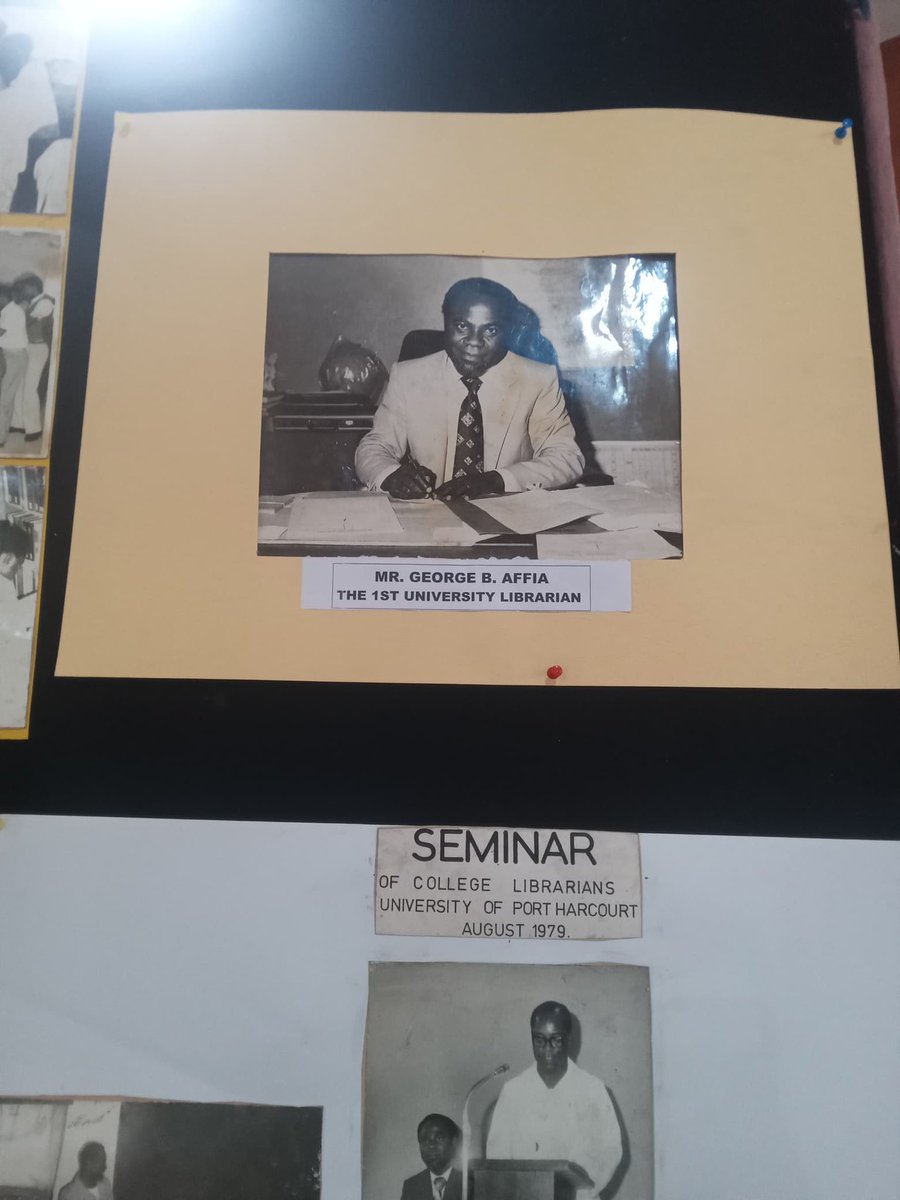 MR. GEORGE B. AFFIA
THE 1ST UNIVERSITY LIBRARIAN
SEMINAR
OF COLLEGE LIBRARIANS
UNIVERSITY OF PORT HARCOURT
AUGUST 1979.